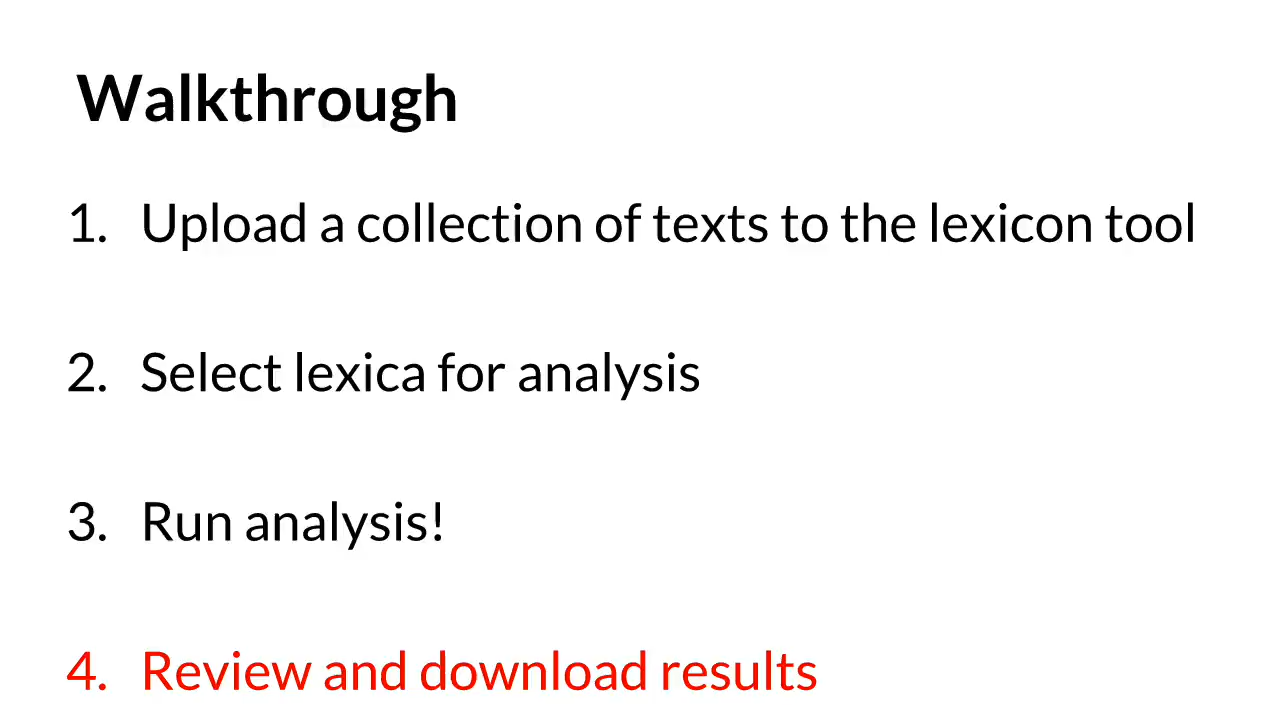 Walkthrough
1. Upload a collection of texts to the lexicon tool
2. Select lexica for analysis
3. Run analysis!
4. Review and download results